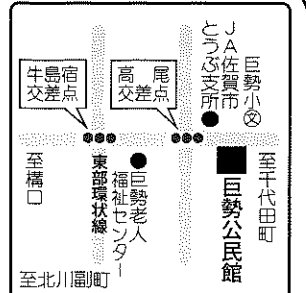 巨勢小㊫
JA佐賀市
とうぶ支所
高尾
交差点
牛島宿
交差点
至千代田町
巨勢公民館
巨勢老人
福祉センター
東部環状線
至構口
至北川副町